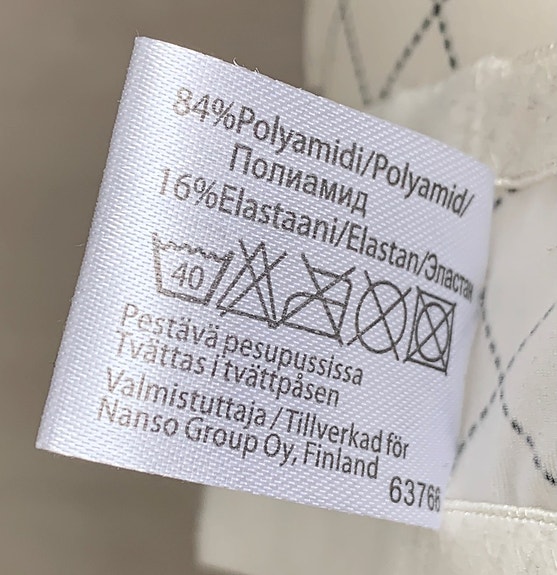 84%Polyamidi/Polyamid/
Полиамид
16%Elastaani/Elastan/Эластан
40
Pestävä pesupussissa
Tvättas i tvättpåsen
Valmistuttaja/Tillverkad för
Nanso Group Oy, Finland
63766